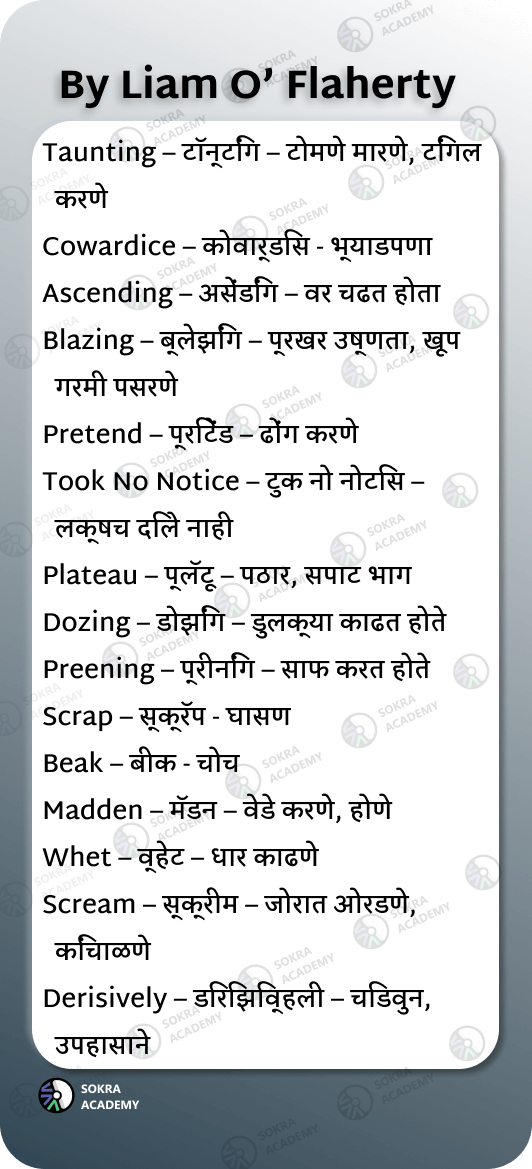 By Liam O’ Flaherty
Taunting – टॉन्टिंग – टोमणे मारणे, टिंगल
करणे
Cowardice – कोवार्डिस - भ्याडपणा
Ascending – असेंडिंग – वर चढत होता
Blazing – ब्लेझिंग – प्रखर उष्णता, खूप
गरमी पसरणे
Pretend – प्रिटेंड – ढोंग करणे
Took No Notice – टुक नो नोटिस –
लक्षच दिले नाही
Plateau – प्लॅटू – पठार, सपाट भाग
Dozing – डोझिंग – डुलक्या काढत होते
Preening – प्रीनिंग – साफ करत होते
Scrap – स्क्रॅप - घासण
Beak – बीक - चोच
Madden – मॅडन – वेडे करणे, होणे
Whet – व्हेट – धार काढणे
Scream – स्क्रीम – जोरात ओरडणे,
किंचाळणे
Derisively – डिरिझिव्हिली – चिडवुन,
उपहासाने
SOKRA
ACADEMY